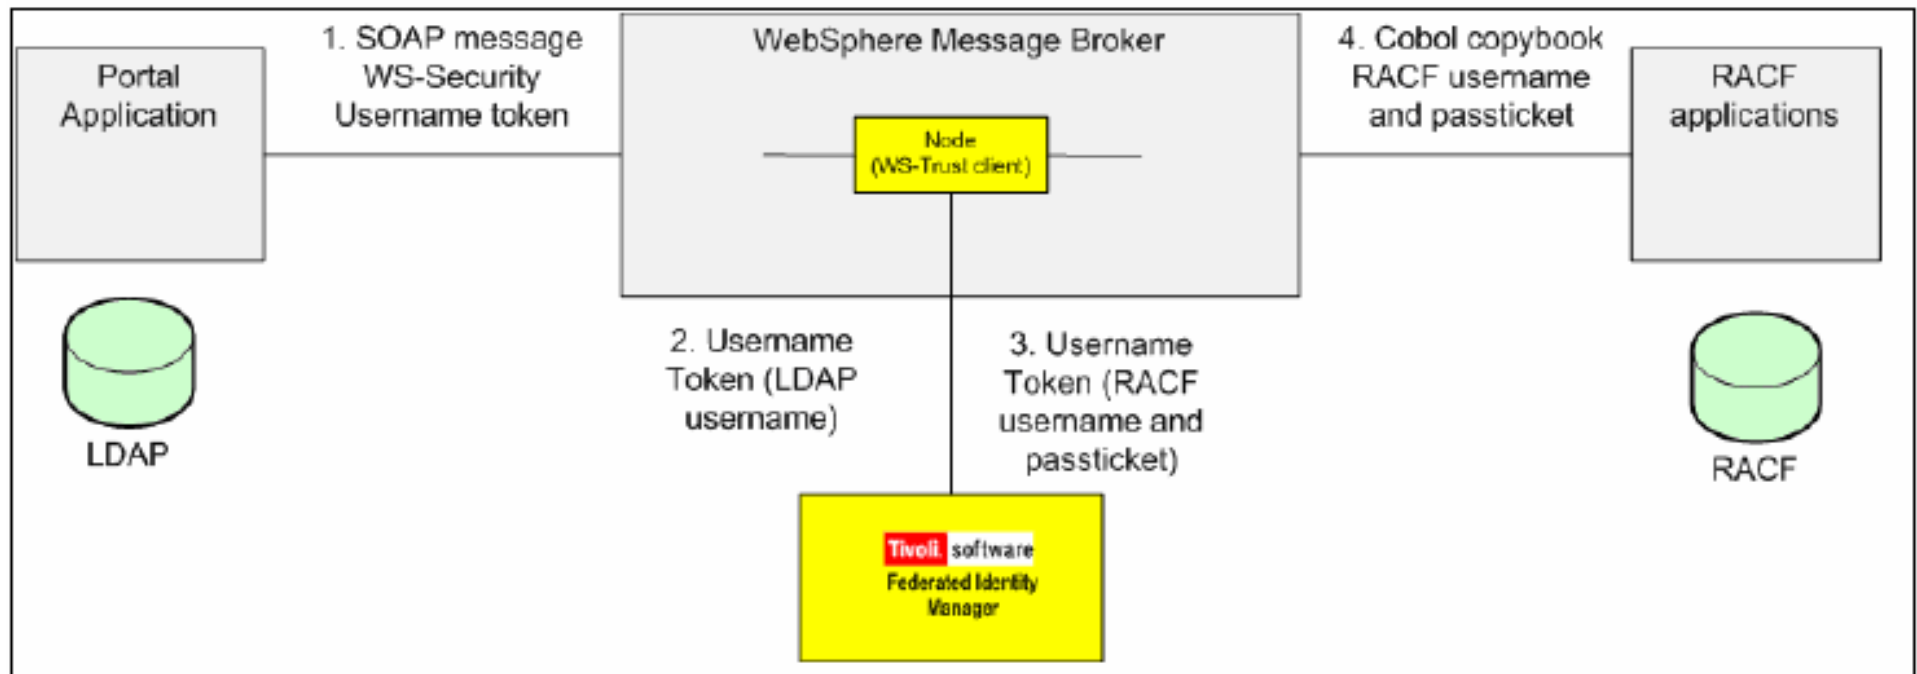 Portal
Application
1. SOAP message
WS-Security
Username token
WebSphere Message Broker
Node
(WS-Trust client)
4. Cobol copybook
RACF username
and passticket
RACF
applications
LDAP
2. Username
Token (LDAP
username)
3. Username
Token (RACF
username and
passticket)
RACF
Tivoli. software
Federated Identity
Manager